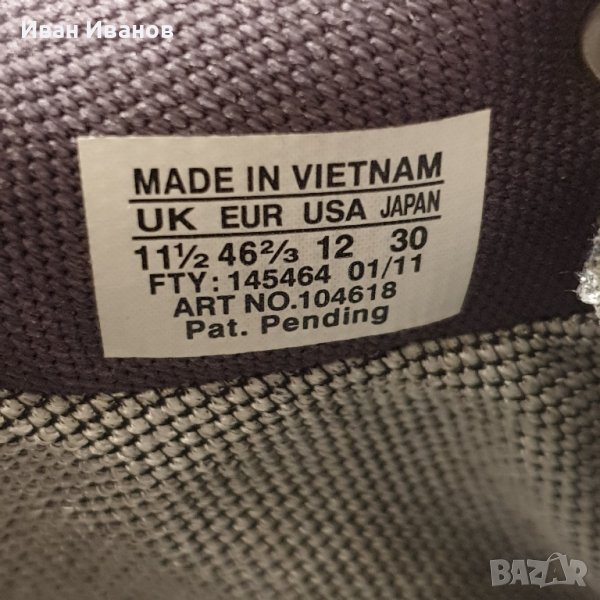 Иван Иванов
MADE IN VIETNAM
UK EUR USA JAPAN
11½ 46⅔ 12 30
FTY: 145464 01/11
ART NO.104618
Pat. Pending
BAZAR